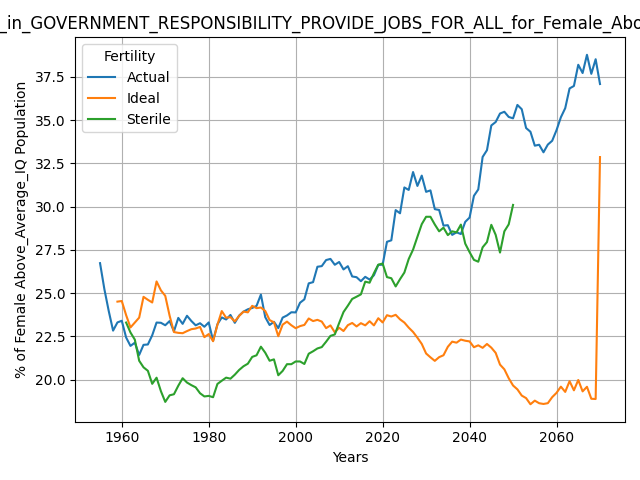 _in_GOVERNMENT_RESPONSIBILITY_PROVIDE_JOBS_FOR_ALL_for_Female_Abo
Fertility
Actual
Ideal
Sterile
% of Female Above_Average_IQ Population
37.5
35.0
32.5
30.0
27.5
25.0
22.5
20.0
1960 1980 2000 2020 2040 2060
Years